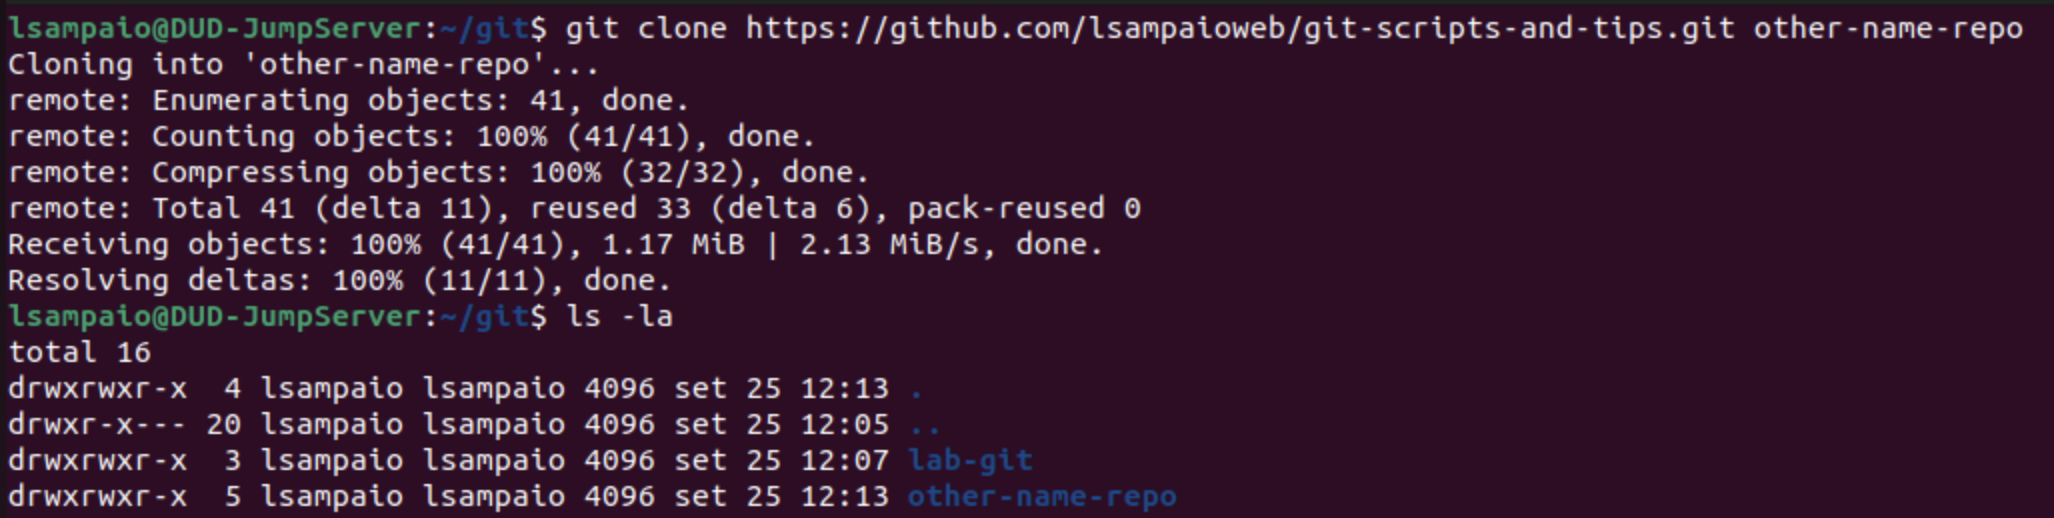 lsampaio@DUD-JumpServer:~/git$ git clone https://github.com/lsampaioweb/git-scripts-and-tips.git other-name-repo
Cloning into 'other-name-repo'...
remote: Enumerating objects: 41, done.
remote: Counting objects: 100% (41/41), done.
remote: Compressing objects: 100% (32/32), done.
remote: Total 41 (delta 11), reused 33 (delta 6), pack-reused 0
Receiving objects: 100% (41/41), 1.17 MiB | 2.13 MiB/s, done.
Resolving deltas: 100% (11/11), done.
lsampaio@DUD-JumpServer:~/git$ ls -la
total 16
drwxrwxr-x  4 lsampaio lsampaio 4096 set 25 12:13 .
drwxr-x--- 20 lsampaio lsampaio 4096 set 25 12:05 ..
drwxrwxr-x  3 lsampaio lsampaio 4096 set 25 12:07 lab-git
drwxrwxr-x  5 lsampaio lsampaio 4096 set 25 12:13 other-name-repo